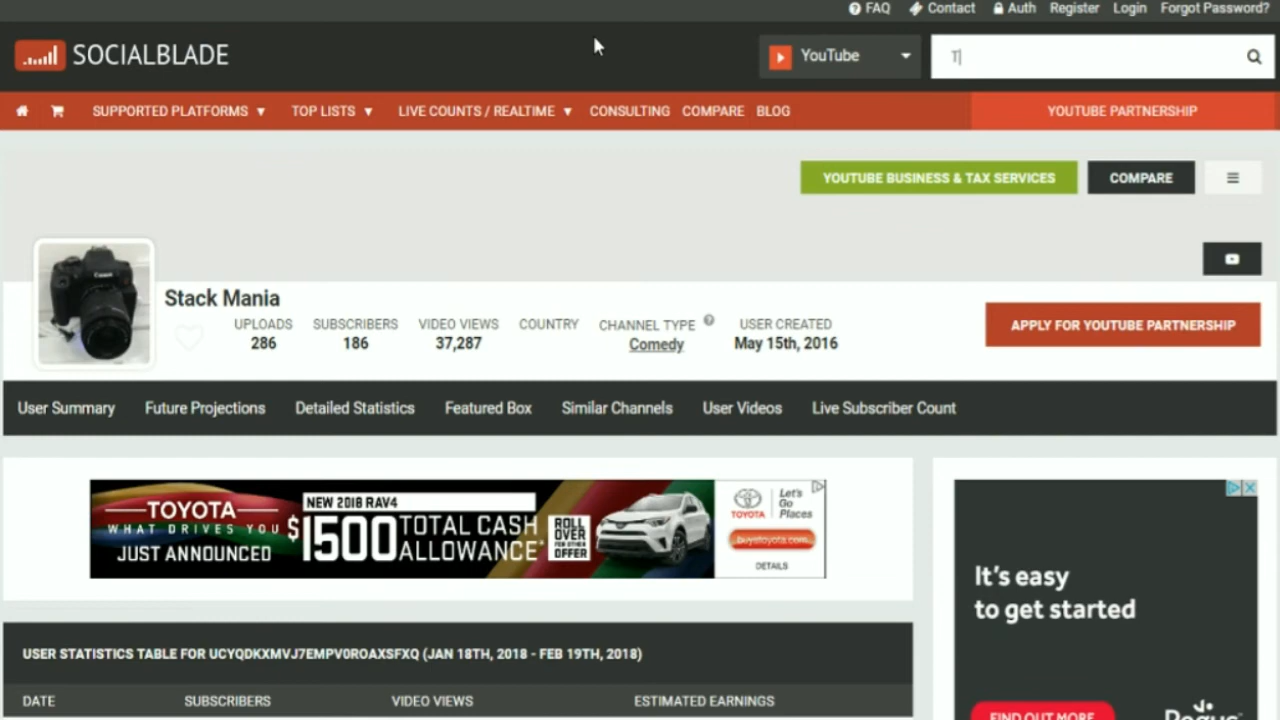 FAQ Contact Auth Register Login Forgot Password?
SOCIALBLADE
YouTube
T
SUPPORTED PLATFORMS TOP LISTS LIVE COUNTS / REALTIME CONSULTING COMPARE BLOG
YOUTUBE PARTNERSHIP
YOUTUBE BUSINESS & TAX SERVICES
COMPARE
Canon
Stack Mania
UPLOADS SUBSCRIBERS VIDEO VIEWS COUNTRY CHANNEL TYPE USER CREATED
286 186 37,287 Comedy May 15th, 2016
APPLY FOR YOUTUBE PARTNERSHIP
User Summary Future Projections Detailed Statistics Featured Box Similar Channels User Videos Live Subscriber Count
TOYOTA
WHAT DRIVES YOU
JUST ANNOUNCED
NEW 2018 RAV4
$1500 TOTAL CASH
ALLOWANCE*
ROLL
OVER
FOR OTHER
OFFER
TOYOTA
Let's
Go
Places
buyatoyota.com
DETAILS
It's easy
to get started
FIND OUT MORE
USER STATISTICS TABLE FOR UCYQDKXMVJ7EMPV0ROAXSFXQ (JAN 18TH, 2018 - FEB 19TH, 2018)
DATE SUBSCRIBERS VIDEO VIEWS ESTIMATED EARNINGS